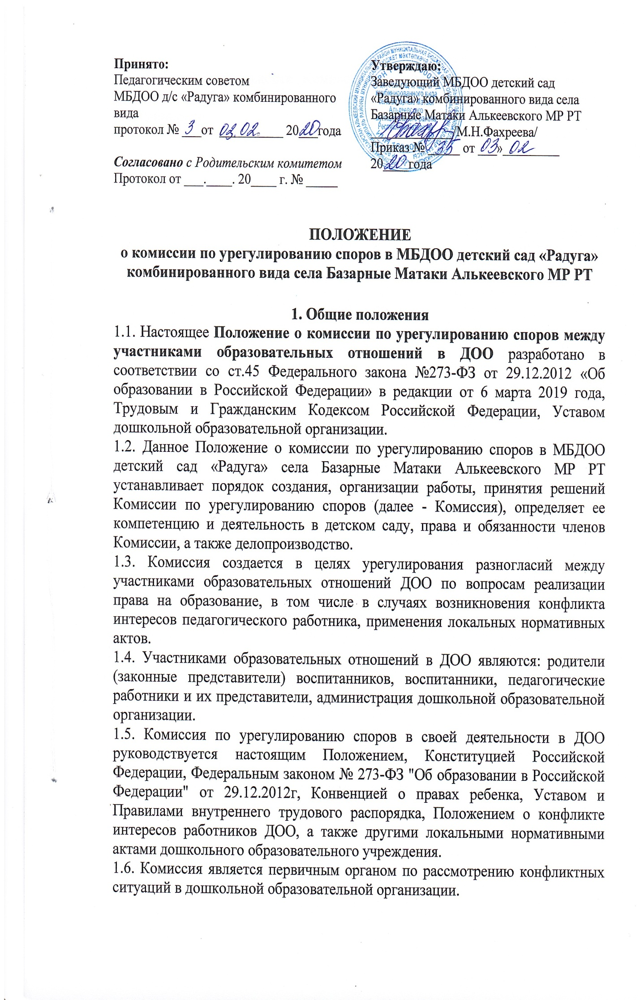 Принято:
Педагогическим советом
МБДОО д/с «Радуга» комбинированного
вида
протокол № 3 от 03.02. 2020года
Согласовано с Родительским комитетом
Протокол от ___.____. 20____ г. № _____
Утверждаю:
Заведующий МБДОО детский сад
«Радуга» комбинированного вида села
Базарные Матаки Алькеевского МР РТ
/М.Н.Фахреева/
Приказ № 35 от 03» 02
2020 года
ПОЛОЖЕНИЕ
о комиссии по урегулированию споров в МБДОО детский сад «Радуга»
комбинированного вида села Базарные Матаки Алькеевского МР РТ
1. Общие положения
1.1. Настоящее Положение о комиссии по урегулированию споров между
участниками образовательных отношений в ДОО разработано в
соответствии со ст.45 Федерального закона №273-ФЗ от 29.12.2012 «Об
образовании в Российской Федерации» в редакции от 6 марта 2019 года,
Трудовым и Гражданским Кодексом Российской Федерации, Уставом
дошкольной образовательной организации.
1.2. Данное Положение о комиссии по урегулированию споров в МБДОО
детский сад «Радуга» села Базарные Матаки Алькеевского МР РТ
устанавливает порядок создания, организации работы, принятия решений
Комиссии по урегулированию споров (далее - Комиссия), определяет ее
компетенцию и деятельность в детском саду, права и обязанности членов
Комиссии, а также делопроизводство.
1.3. Комиссия создается в целях урегулирования разногласий между
участниками образовательных отношений ДОО по вопросам реализации
права на образование, в том числе в случаях возникновения конфликта
интересов педагогического работника, применения локальных нормативных
актов.
1.4. Участниками образовательных отношений в ДОО являются: родители
(законные представители) воспитанников, воспитанники, педагогические
работники и их представители, администрация дошкольной образовательной
организации.
1.5. Комиссия по урегулированию споров в своей деятельности в ДОО
руководствуется настоящим Положением, Конституцией Российской
Федерации, Федеральным законом № 273-ФЗ "Об образовании в Российской
Федерации" от 29.12.2012г, Конвенцией о правах ребенка, Уставом и
Правилами внутреннего трудового распорядка, Положением о конфликте
интересов работников ДОО, а также другими локальными нормативными
актами дошкольного образовательного учреждения.
1.6. Комиссия является первичным органом по рассмотрению конфликтных
ситуаций в дошкольной образовательной организации.